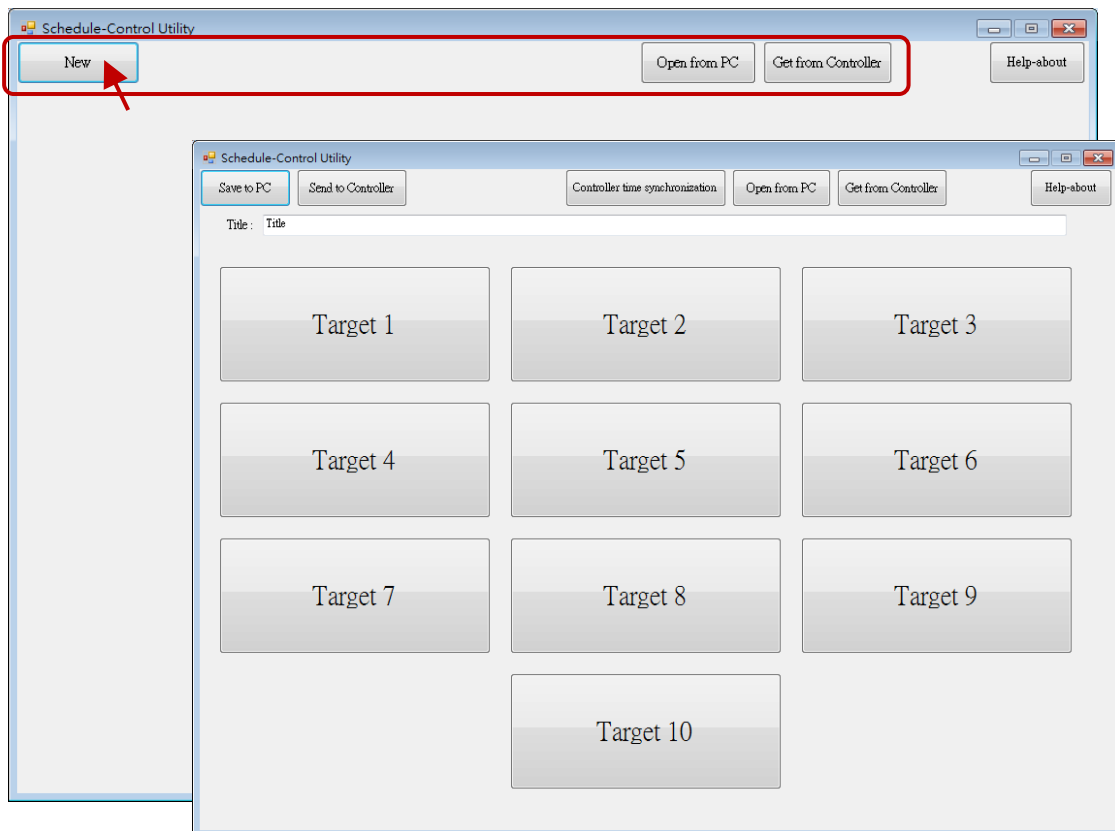 Schedule-Control Utility
New Open from PC Get from Controller Help-about
Schedule-Control Utility
Save to PC Send to Controller Controller time synchronization Open from PC Get from Controller Help-about
Title : Title
Target 1 Target 2 Target 3
Target 4 Target 5 Target 6
Target 7 Target 8 Target 9
Target 10